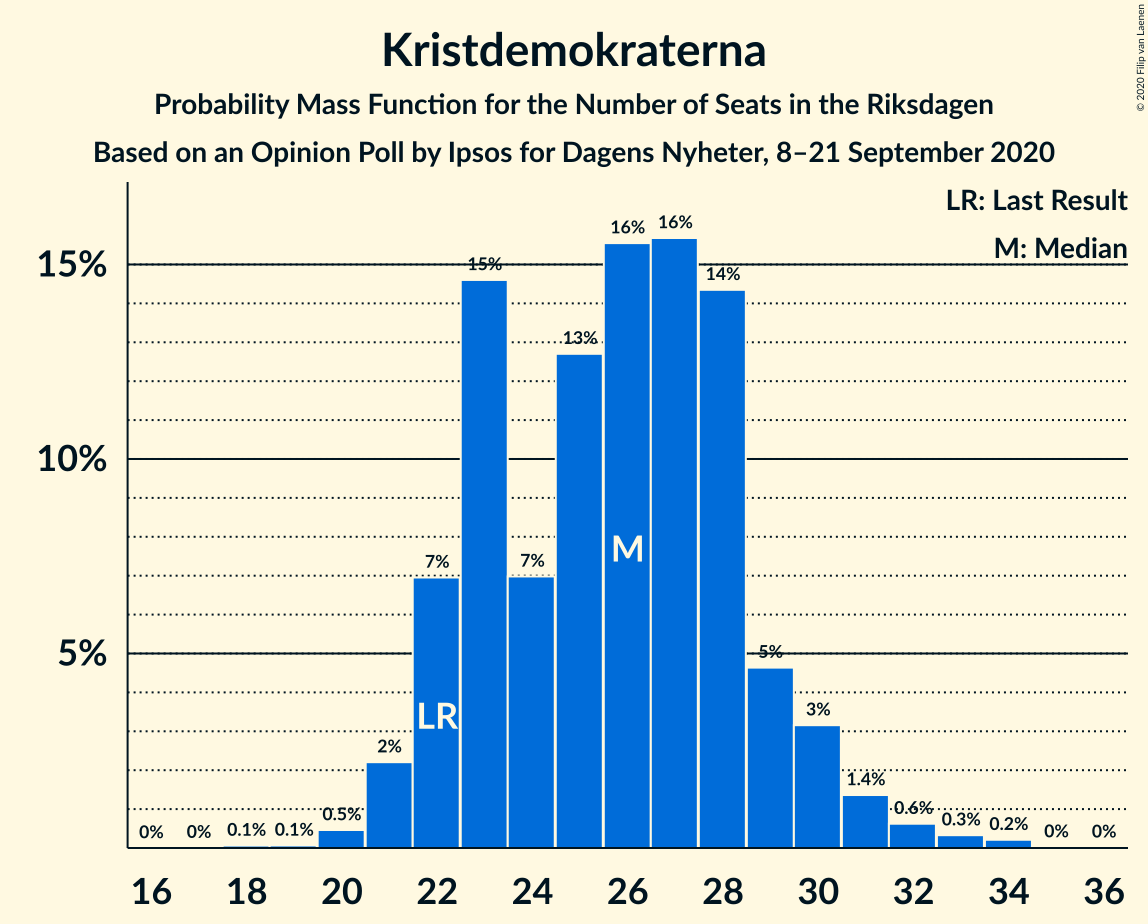 Kristdemokraterna
Probability Mass Function for the Number of Seats in the Riksdagen
Based on an Opinion Poll by Ipsos for Dagens Nyheter, 8–21 September 2020
© 2020 Filip van Laenen
LR: Last Result
M: Median
15%
10%
5%
0%
0%
0.1%
0.1%
0.5%
2%
7%
15%
7%
13%
16%
16%
14%
5%
3%
1.4%
0.6%
0.3%
0.2%
0%
0%
LR
M
16 18 20 22 24 26 28 30 32 34 36